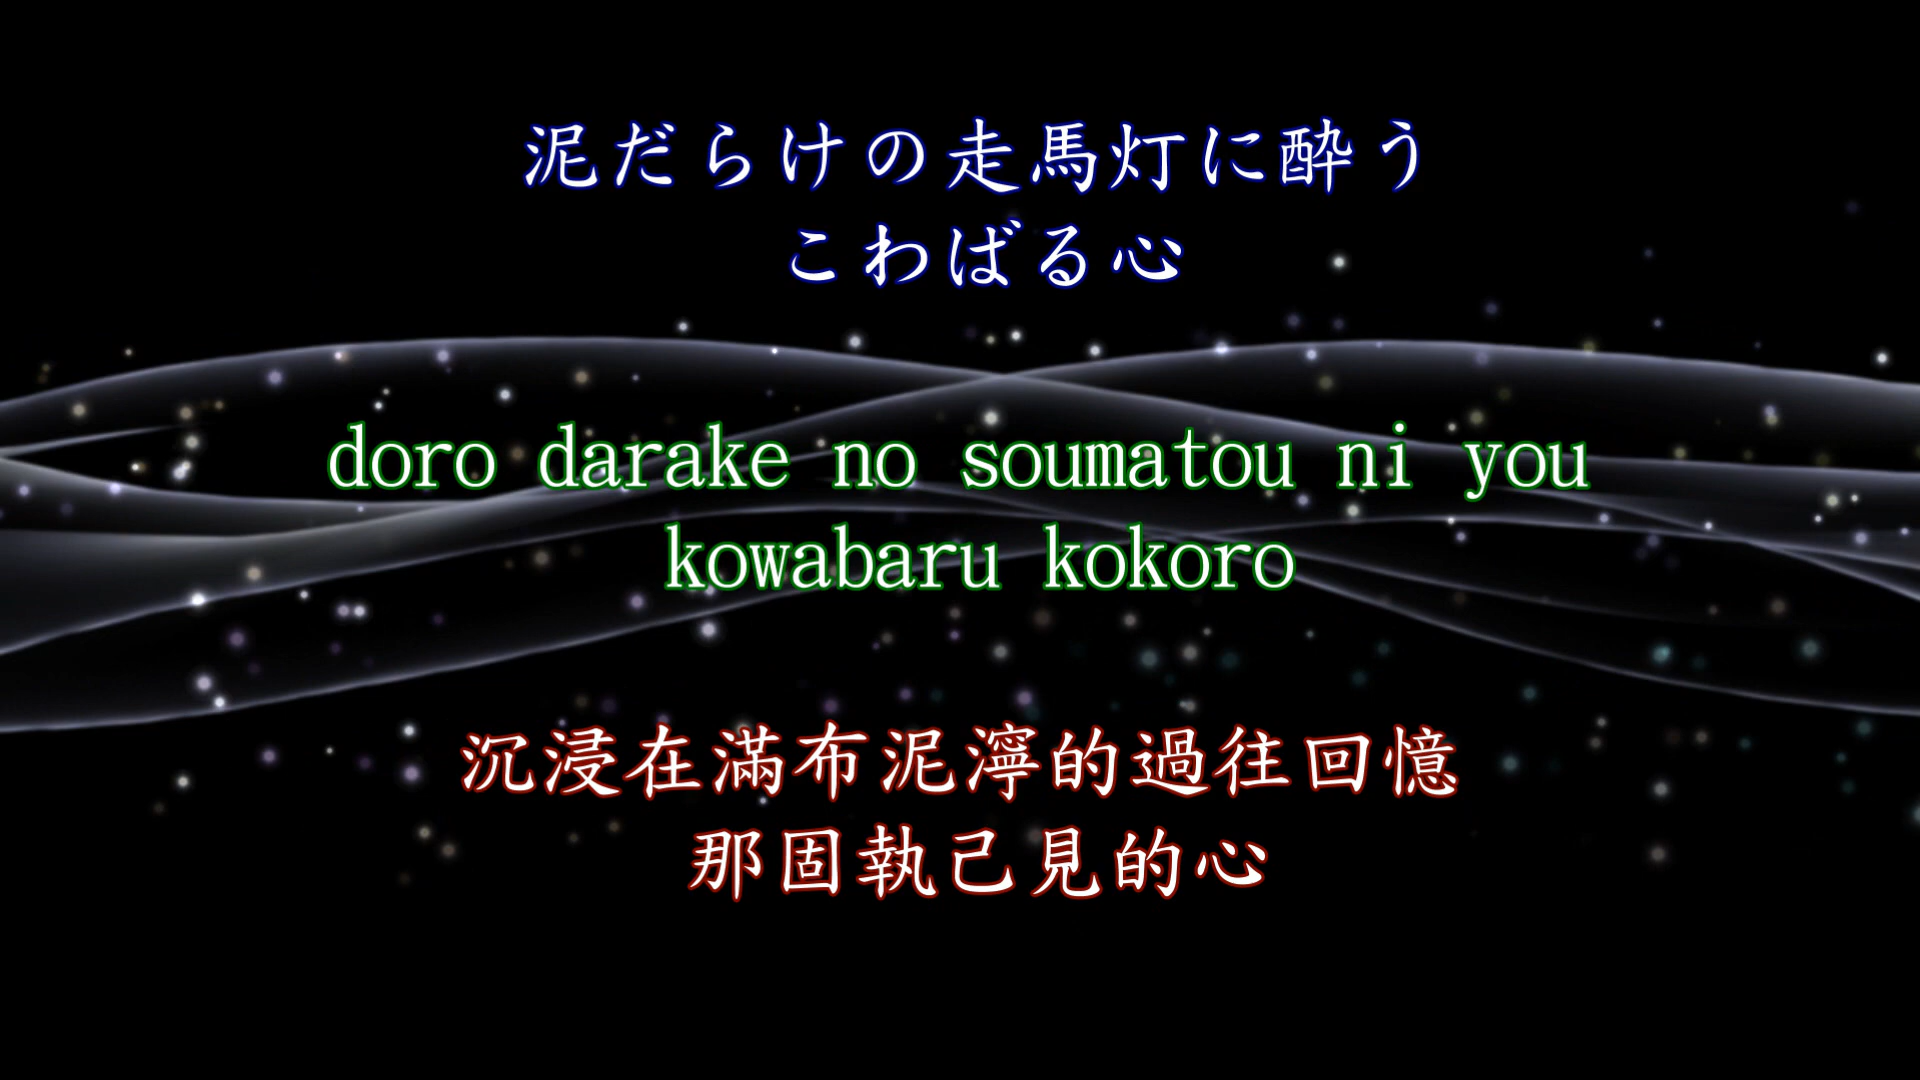 泥だらけの走馬灯に酔う
こわばる心
doro darake no soumatou ni you
kowabaru kokoro
沉浸在滿布泥濘的過往回憶
那固執己見的心